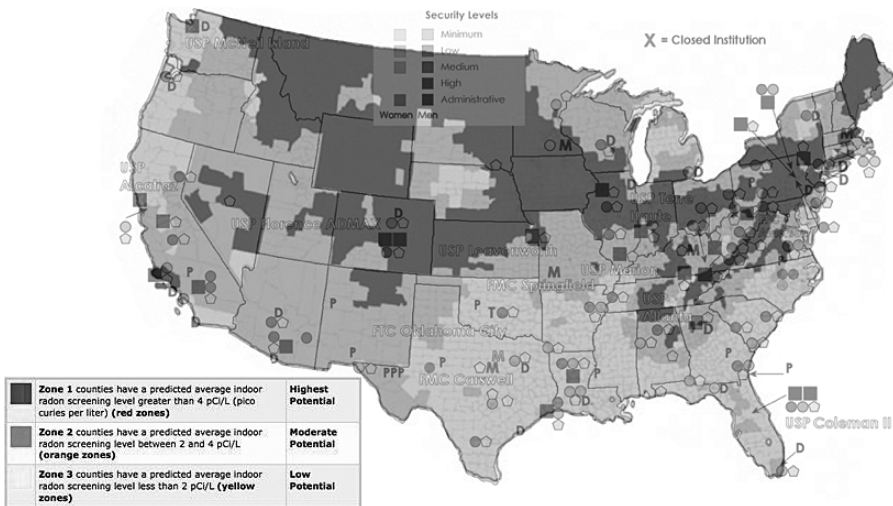 Security Levels
Minimum
Low
Medium
High
Administrative
Women Men
X = Closed Institution
D
USP McNeil Island
D
M
D
D
M
D
USP Alcatraz
P
D
D
D
USP Terre
Haute
USP Florence ADMAX
D
USP Leavenworth
M
USP Marion
P
M
FMC Springfield
USP
Atlanta
D
P
D
P
T
FTC Oklahoma City
D
P
PPP
P
M
M
D
FMC Carswell
P
P
D
D
USP Coleman II
D
Zone 1 counties have a predicted average indoor
radon screening level greater than 4 pCi/L (pico
curies per liter) (red zones)
Highest
Potential
Zone 2 counties have a predicted average indoor
radon screening level between 2 and 4 pCi/L
(orange zones)
Moderate
Potential
Zone 3 counties have a predicted average indoor
radon screening level less than 2 pCi/L (yellow
zones)
Low
Potential